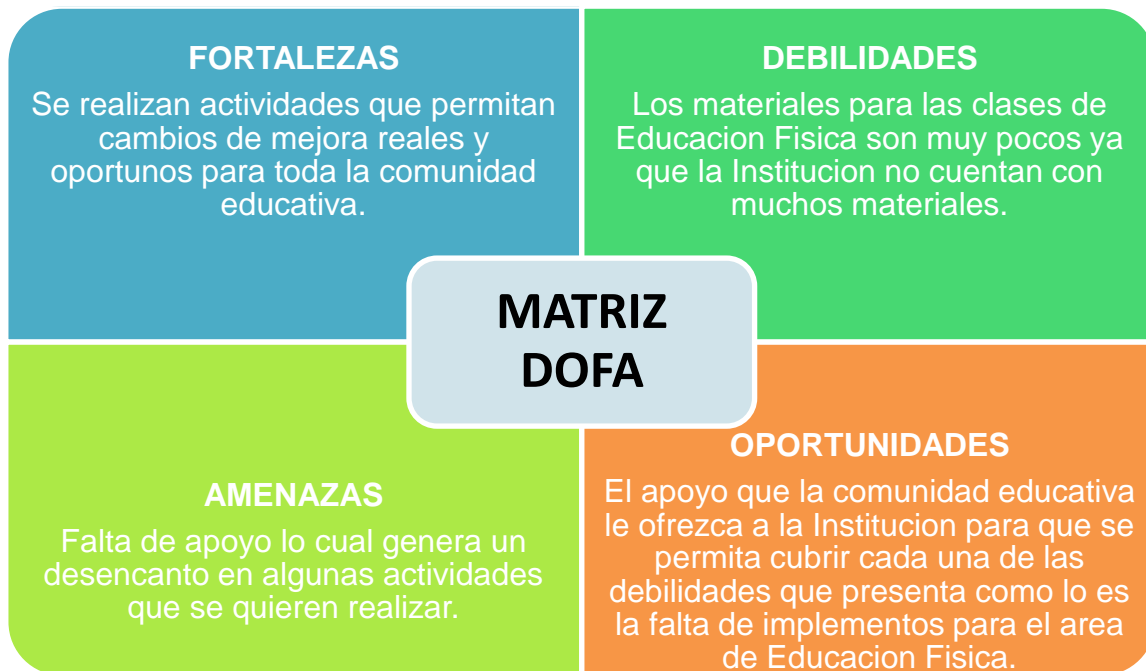 FORTALEZAS
Se realizan actividades que permitan
cambios de mejora reales y
oportunos para toda la comunidad
educativa.
DEBILIDADES
Los materiales para las clases de
Educacion Fisica son muy pocos ya
que la Institucion no cuentan con
muchos materiales.
MATRIZ
DOFA
AMENAZAS
Falta de apoyo lo cual genera un
desencanto en algunas actividades
que se quieren realizar.
OPORTUNIDADES
El apoyo que la comunidad educativa
le ofrezca a la Institucion para que se
permita cubrir cada una de las
debilidades que presenta como lo es
la falta de implementos para el area
de Educacion Fisica.